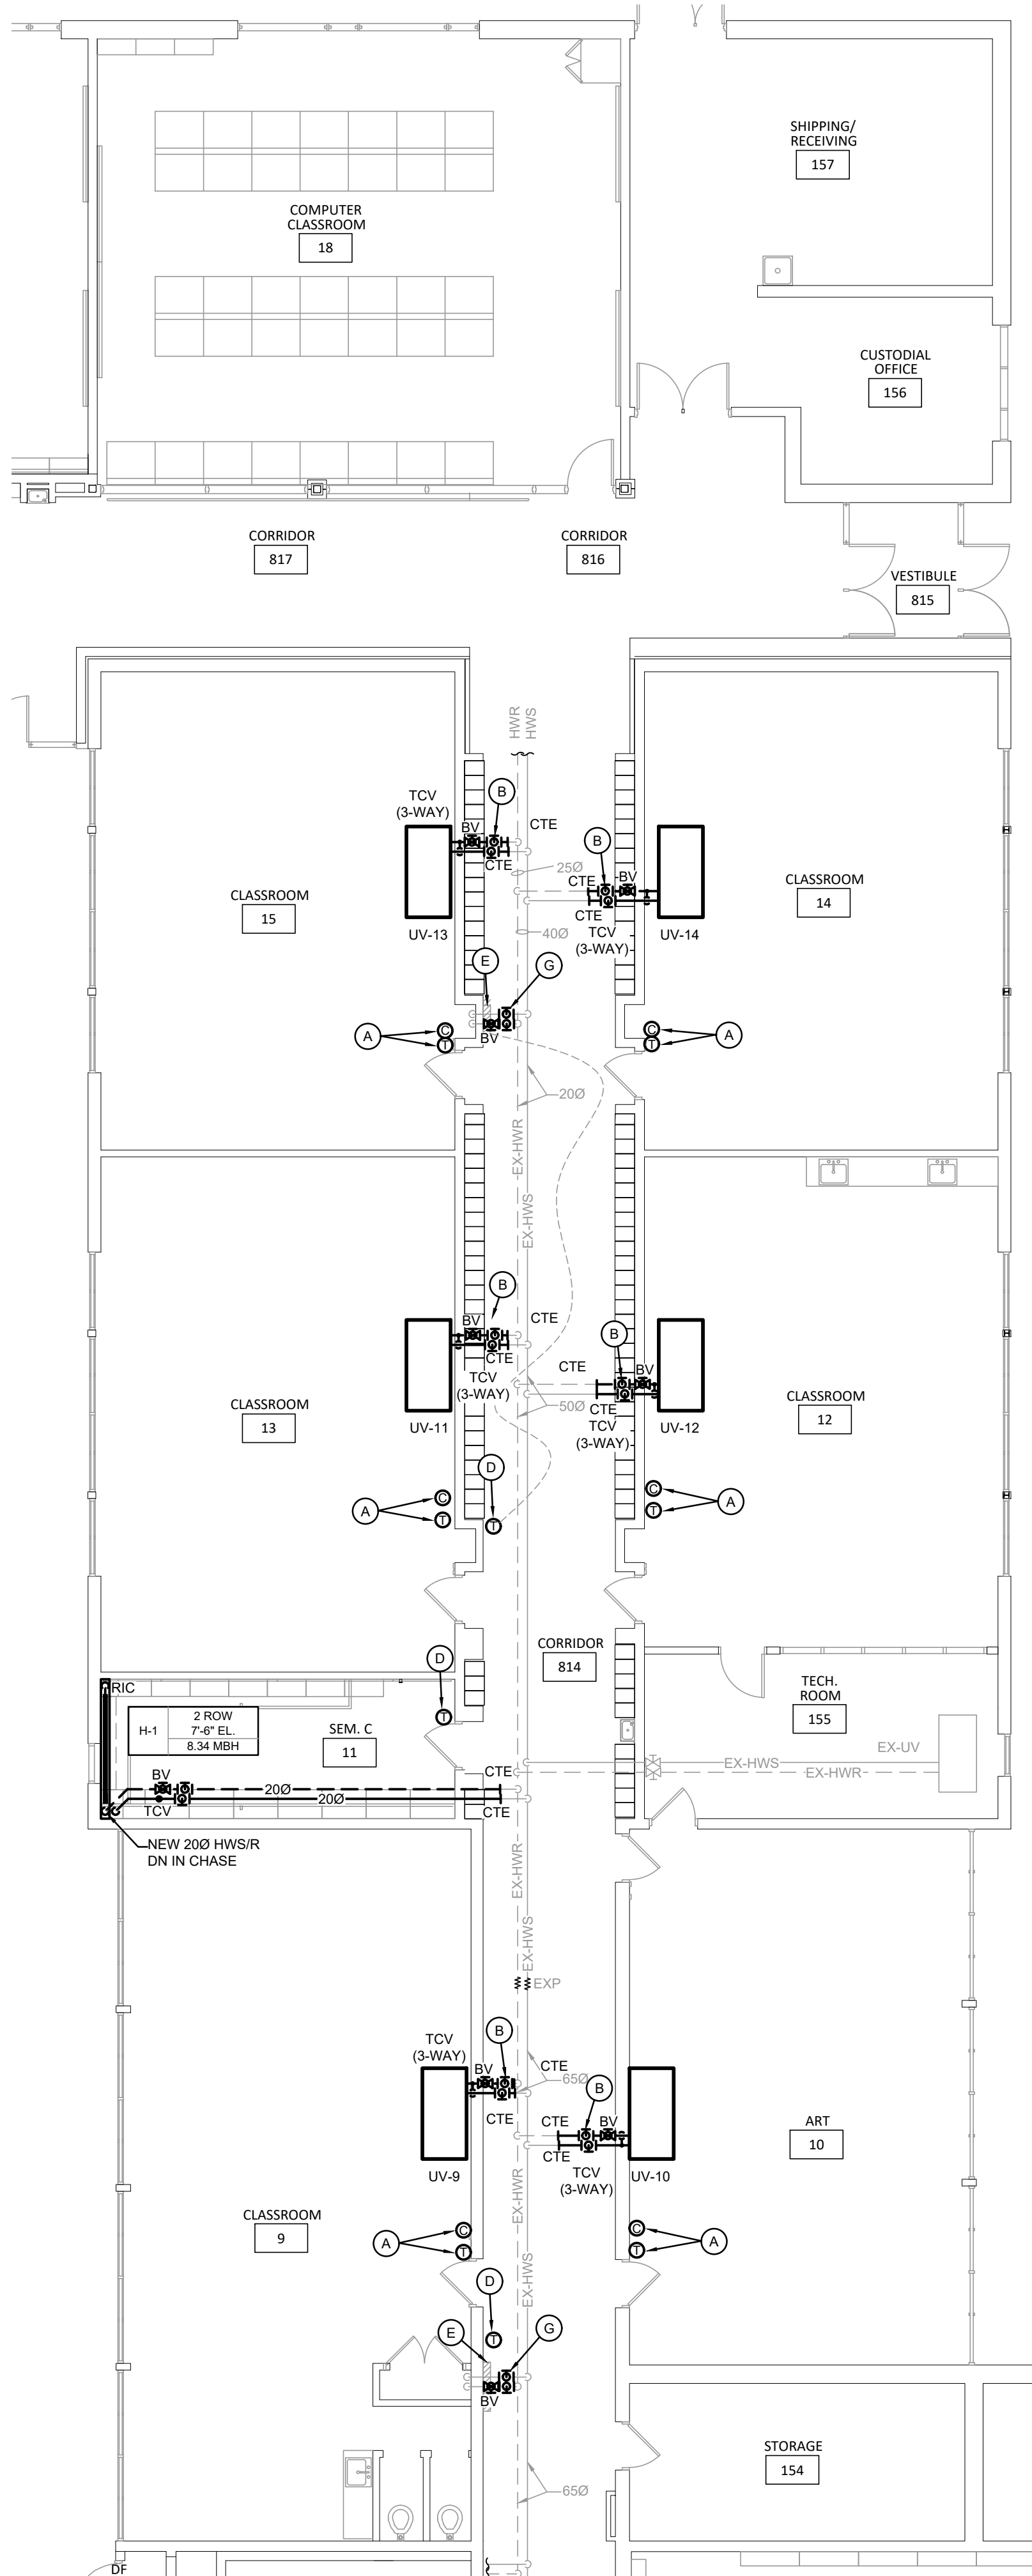 SHIPPING/
RECEIVING
157
COMPUTER
CLASSROOM
18
CUSTODIAL
OFFICE
156
CORRIDOR
817
CORRIDOR
816
VESTIBULE
815
HWR
HWS
TCV
(3-WAY)
B
BV
CTE
CTE
B
25Ø
CTE
BV
CLASSROOM
15
CLASSROOM
14
CTE
UV-13
TCV
(3-WAY)
UV-14
40Ø
E
G
A
C
T
BV
C
T
A
20Ø
EX-HWR
EX-HWS
B
BV
CTE
CTE
B
TCV
(3-WAY)
CTE
BV
CLASSROOM
13
CLASSROOM
12
50Ø
CTE
UV-11
TCV
(3-WAY)
UV-12
D
A
C
T
T
C
T
A
CORRIDOR
814
D
RIC
T
H-1
2 ROW
7'-6" EL.
8.34 MBH
SEM. C
11
TECH.
ROOM
155
EX-UV
EX-HWS
EX-HWR
BV
CTE
20Ø
20Ø
TCV
CTE
NEW 20Ø HWS/R
DN IN CHASE
EX-HWR
EX-HWS
EXP
B
TCV
(3-WAY)
BV
CTE
65Ø
B
CTE
CTE
BV
CTE
ART
10
UV-9
TCV
(3-WAY)
UV-10
EX-HWR
EX-HWS
CLASSROOM
9
A
C
T
C
T
A
D
T
E
G
BV
STORAGE
154
65Ø
DF